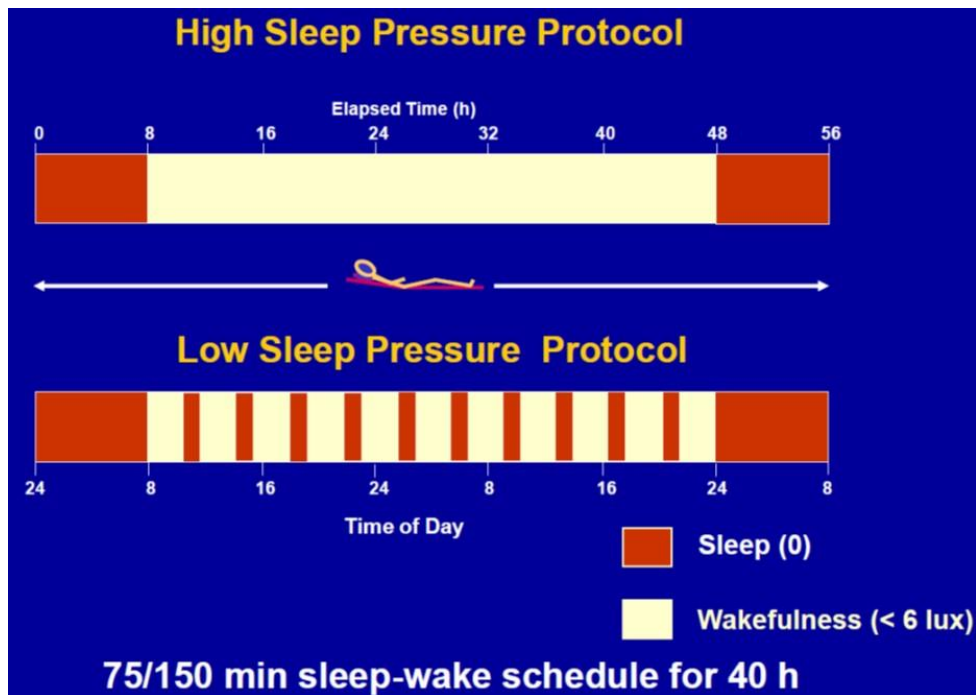 High Sleep Pressure Protocol
Elapsed Time (h)
0 8 16 24 32 40 48 56
Low Sleep Pressure Protocol
24 8 16 24 8 16 24 8
Time of Day
Sleep (0)
Wakefulness (< 6 lux)
75/150 min sleep-wake schedule for 40 h